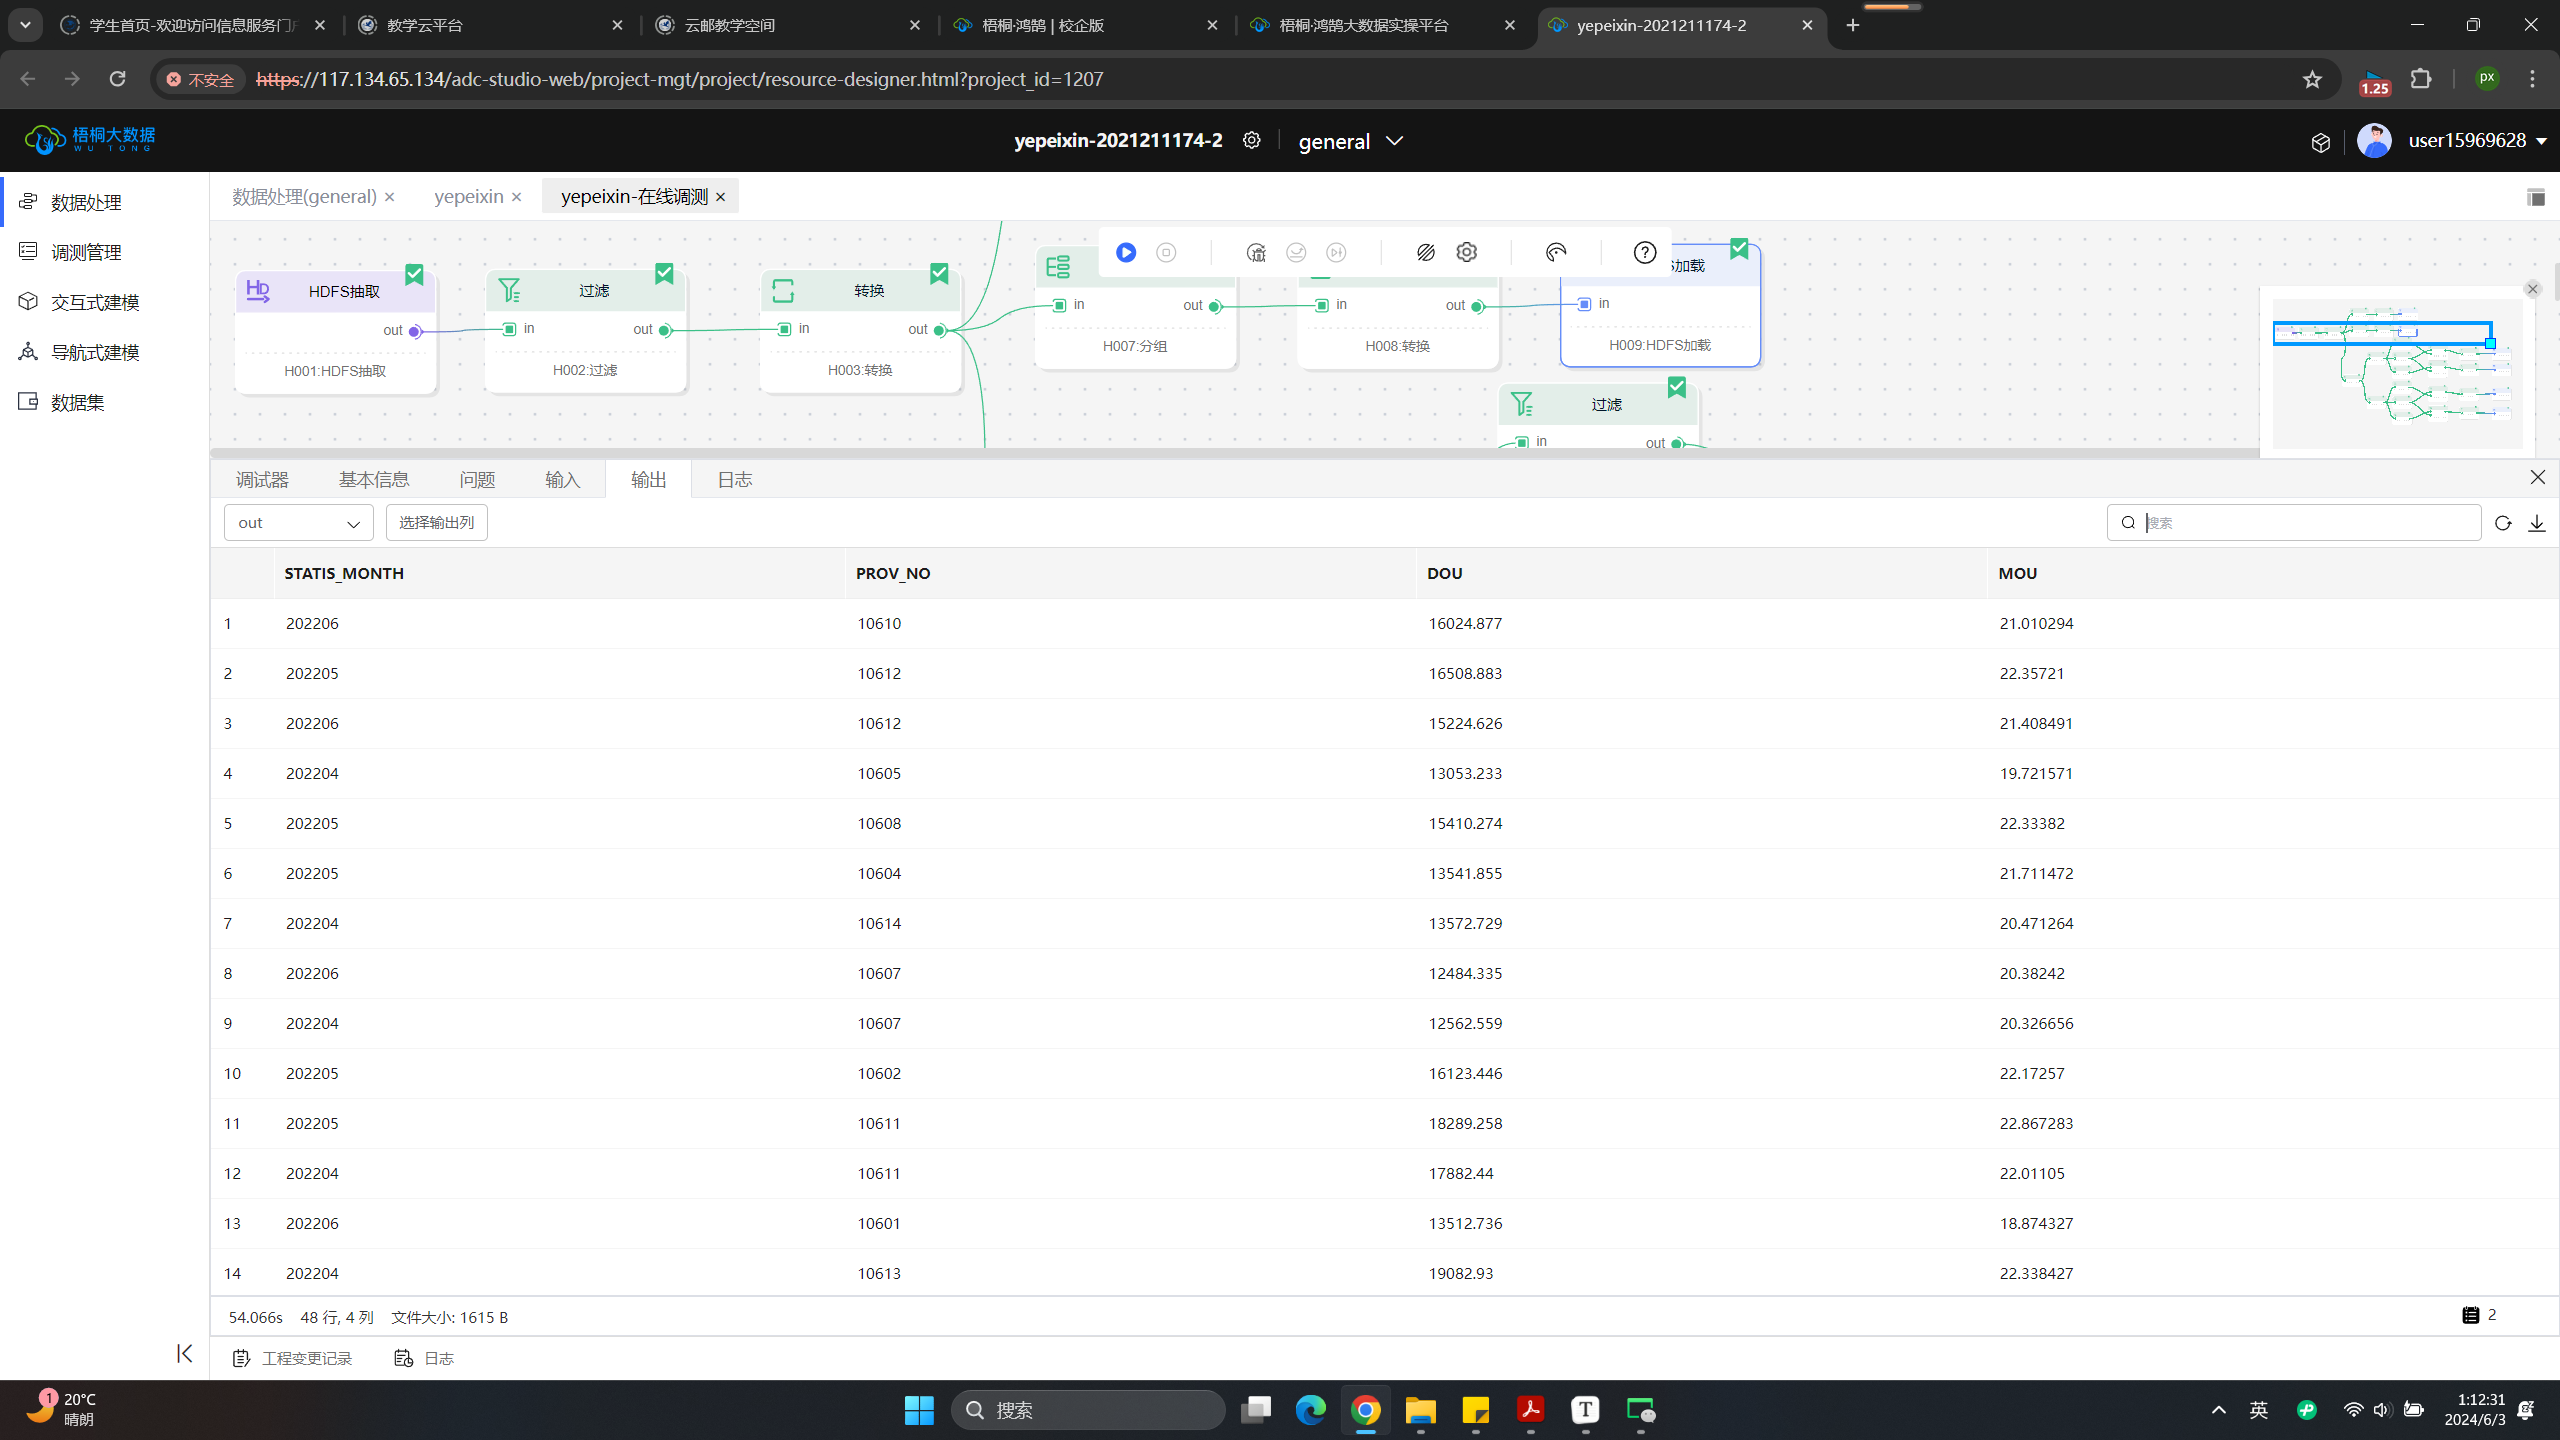 学生首页-欢迎访问信息服务门
教学云平台
云邮教学空间
梧桐·鸿鹄 | 校企版
梧桐·鸿鹄大数据实操平台
yepeixin-2021211174-2
不安全 https://117.134.65.134/adc-studio-web/project-mgt/project/resource-designer.html?project_id=1207
1.25
px
梧桐大数据
WU TONG
yepeixin-2021211174-2
general
user15969628
数据处理
调测管理
交互式建模
导航式建模
数据集
数据处理(general)
yepeixin
yepeixin-在线调测
HDFS抽取
out
H001:HDFS抽取
过滤
in out
H002:过滤
转换
in out
H003:转换
in out
H007:分组
in out
H008:转换
S加载
in
H009:HDFS加载
过滤
in out
调试器 基本信息 问题 输入 输出 日志
out 选择输出列 搜索
STATIS_MONTH PROV_NO DOU MOU
1 202206 10610 16024.877 21.010294
2 202205 10612 16508.883 22.35721
3 202206 10612 15224.626 21.408491
4 202204 10605 13053.233 19.721571
5 202205 10608 15410.274 22.33382
6 202205 10604 13541.855 21.711472
7 202204 10614 13572.729 20.471264
8 202206 10607 12484.335 20.38242
9 202204 10607 12562.559 20.326656
10 202205 10602 16123.446 22.17257
11 202205 10611 18289.258 22.867283
12 202204 10611 17882.44 22.01105
13 202206 10601 13512.736 18.874327
14 202204 10613 19082.93 22.338427
54.066s 48 行, 4 列 文件大小: 1615 B 2
工程变更记录 日志
1
20°C
晴朗
搜索
英
1:12:31
2024/6/3